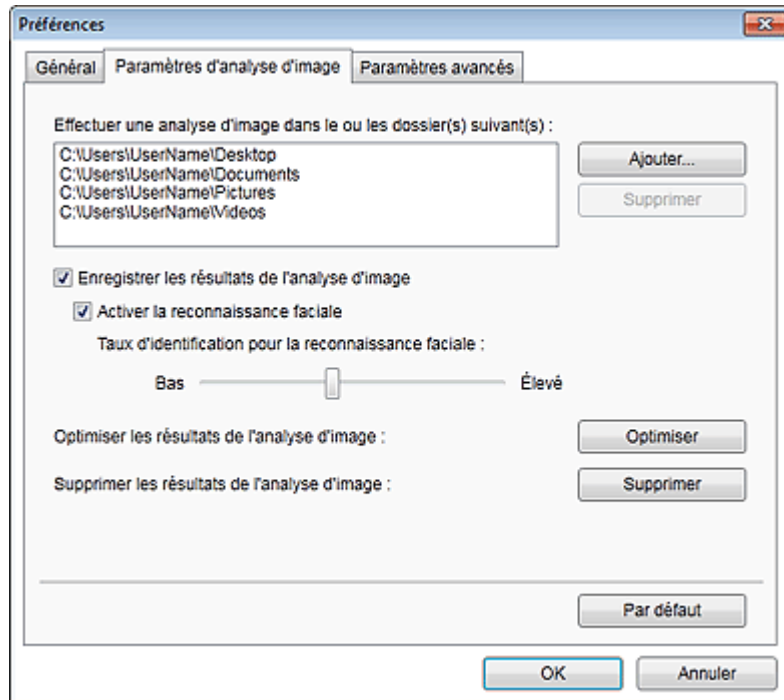 Préférences
Général
Paramètres d'analyse d'image
Paramètres avancés
Effectuer une analyse d'image dans le ou les dossier(s) suivant(s) :
C:\Users\UserName\Desktop
C:\Users\UserName\Documents
C:\Users\UserName\Pictures
C:\Users\UserName\Videos
Ajouter...
Supprimer
Enregistrer les résultats de l'analyse d'image
Activer la reconnaissance faciale
Taux d'identification pour la reconnaissance faciale :
Bas
Élevé
Optimiser les résultats de l'analyse d'image :
Optimiser
Supprimer les résultats de l'analyse d'image :
Supprimer
Par défaut
OK
Annuler